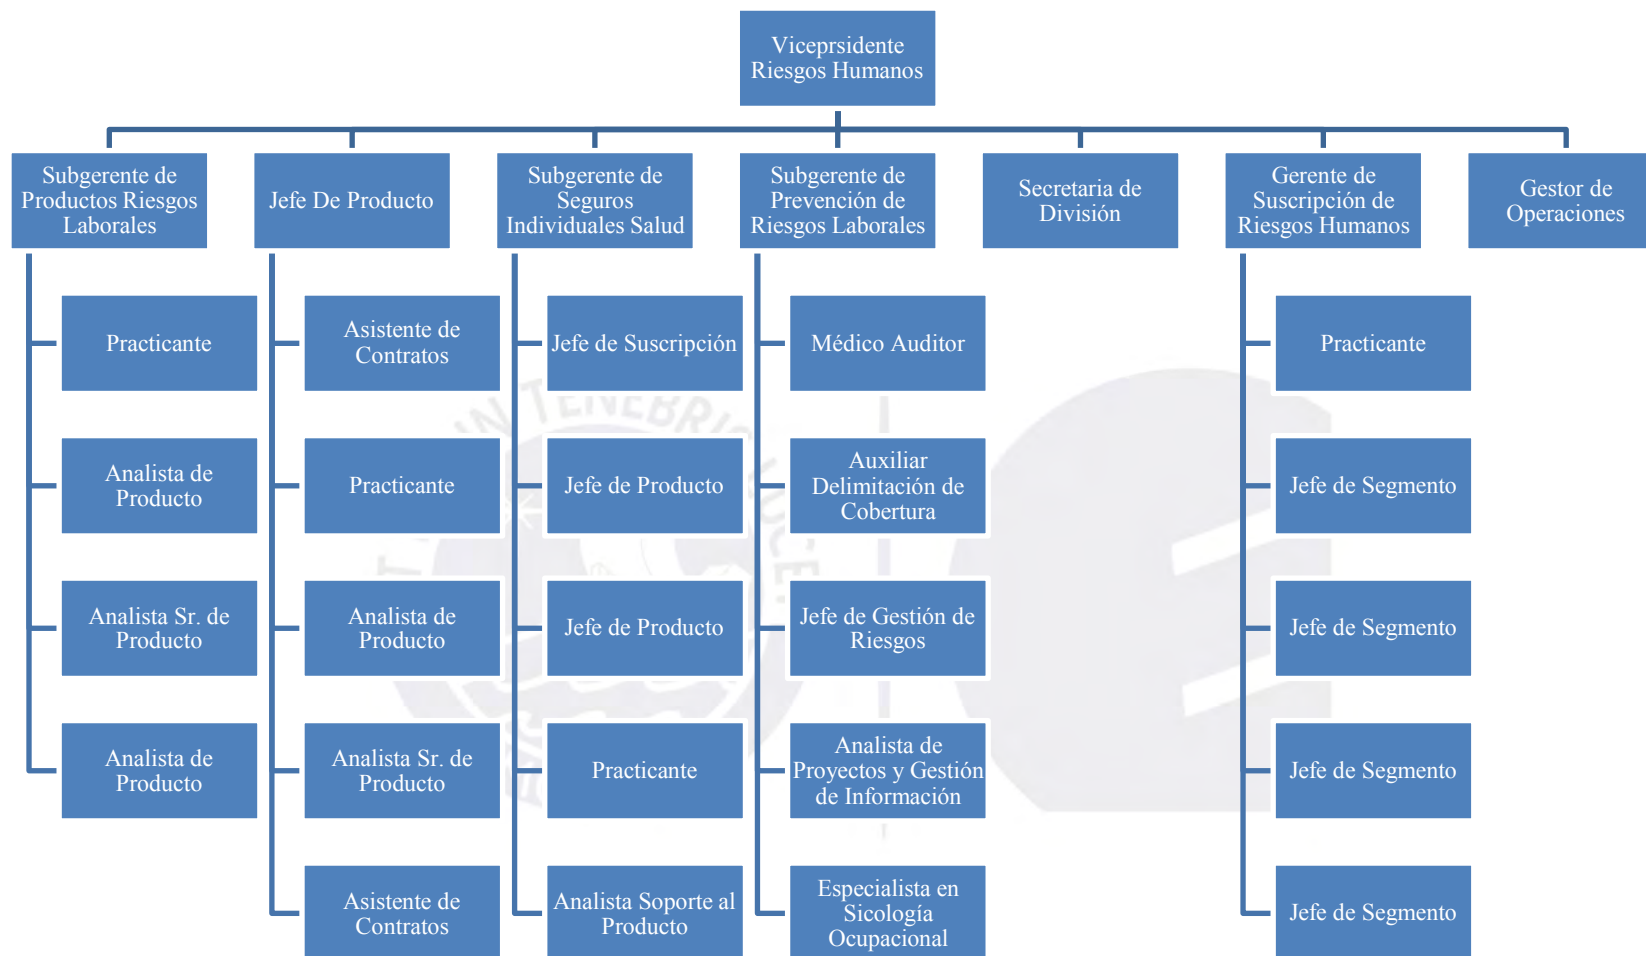 Viceprsidente
Riesgos Humanos
Subgerente de
Productos Riesgos
Laborales
Jefe De Producto
Subgerente de
Seguros
Individuales Salud
Subgerente de
Prevención de
Riesgos Laborales
Secretaria de
División
Gerente de
Suscripción de
Riesgos Humanos
Gestor de
Operaciones
Practicante
Analista de
Producto
Analista Sr. de
Producto
Analista de
Producto
Asistente de
Contratos
Practicante
Analista de
Producto
Analista Sr. de
Producto
Asistente de
Contratos
Jefe de Suscripción
Jefe de Producto
Jefe de Producto
Practicante
Analista Soporte al
Producto
Médico Auditor
Auxiliar
Delimitación de
Cobertura
Jefe de Gestión de
Riesgos
Analista de
Proyectos y Gestión
de Información
Especialista en
Sicología
Ocupacional
Practicante
Jefe de Segmento
Jefe de Segmento
Jefe de Segmento
Jefe de Segmento
IN TENEBRIS